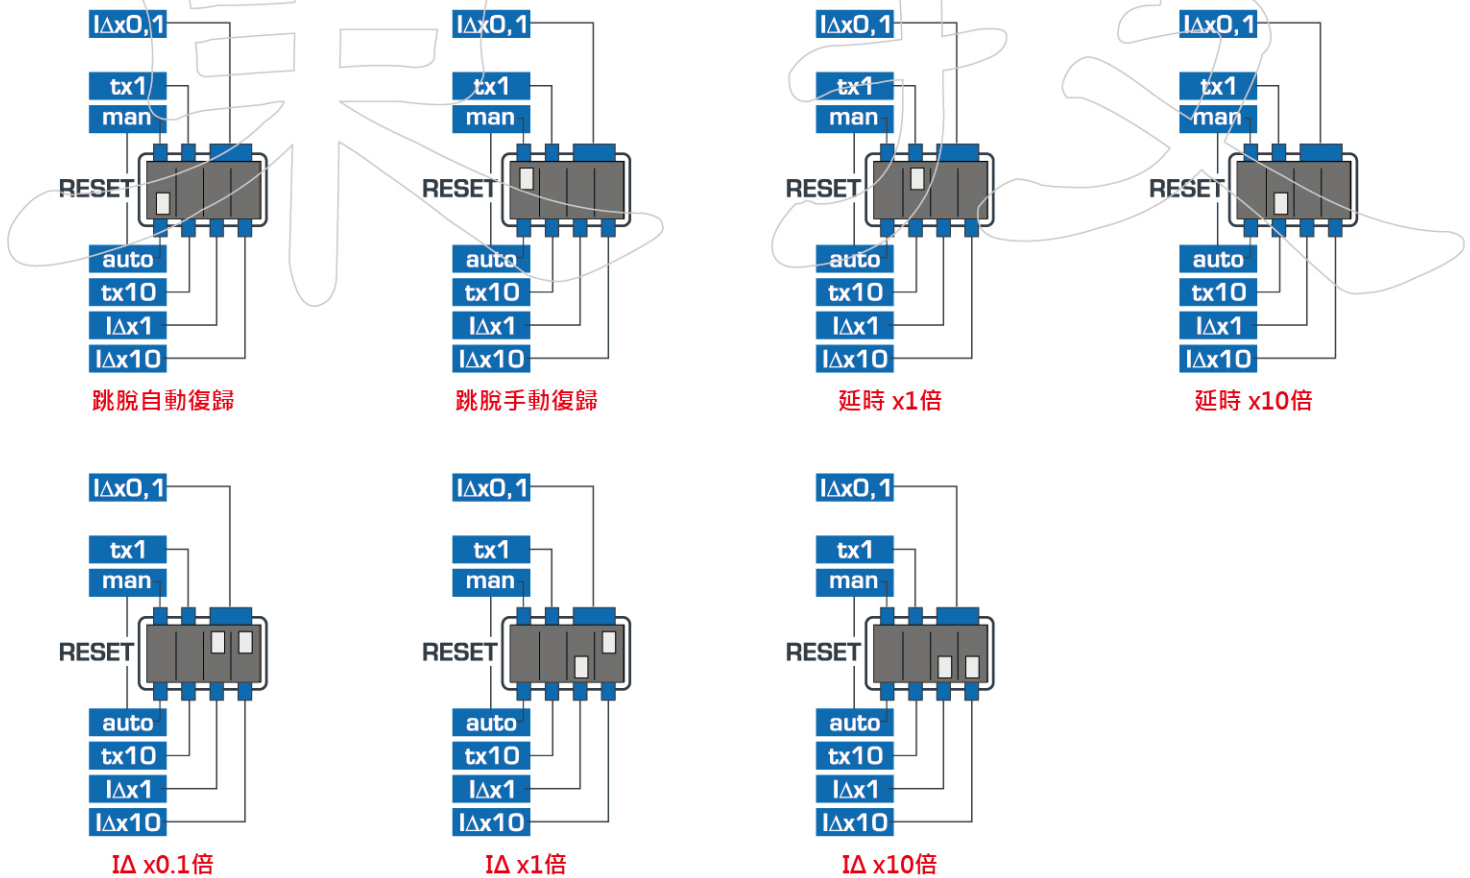 IΔx0,1
tx1
man
RESET
auto
tx10
IΔx1
IΔx10
跳脫自動復歸
IΔx0,1
tx1
man
RESET
auto
tx10
IΔx1
IΔx10
跳脫手動復歸
IΔx0,1
tx1
man
RESET
auto
tx10
IΔx1
IΔx10
延時 x1倍
IΔx0,1
tx1
man
RESET
auto
tx10
IΔx1
IΔx10
延時 x10倍
IΔx0,1
tx1
man
RESET
auto
tx10
IΔx1
IΔx10
IΔ x0.1倍
IΔx0,1
tx1
man
RESET
auto
tx10
IΔx1
IΔx10
IΔ x1倍
IΔx0,1
tx1
man
RESET
auto
tx10
IΔx1
IΔx10
IΔ x10倍